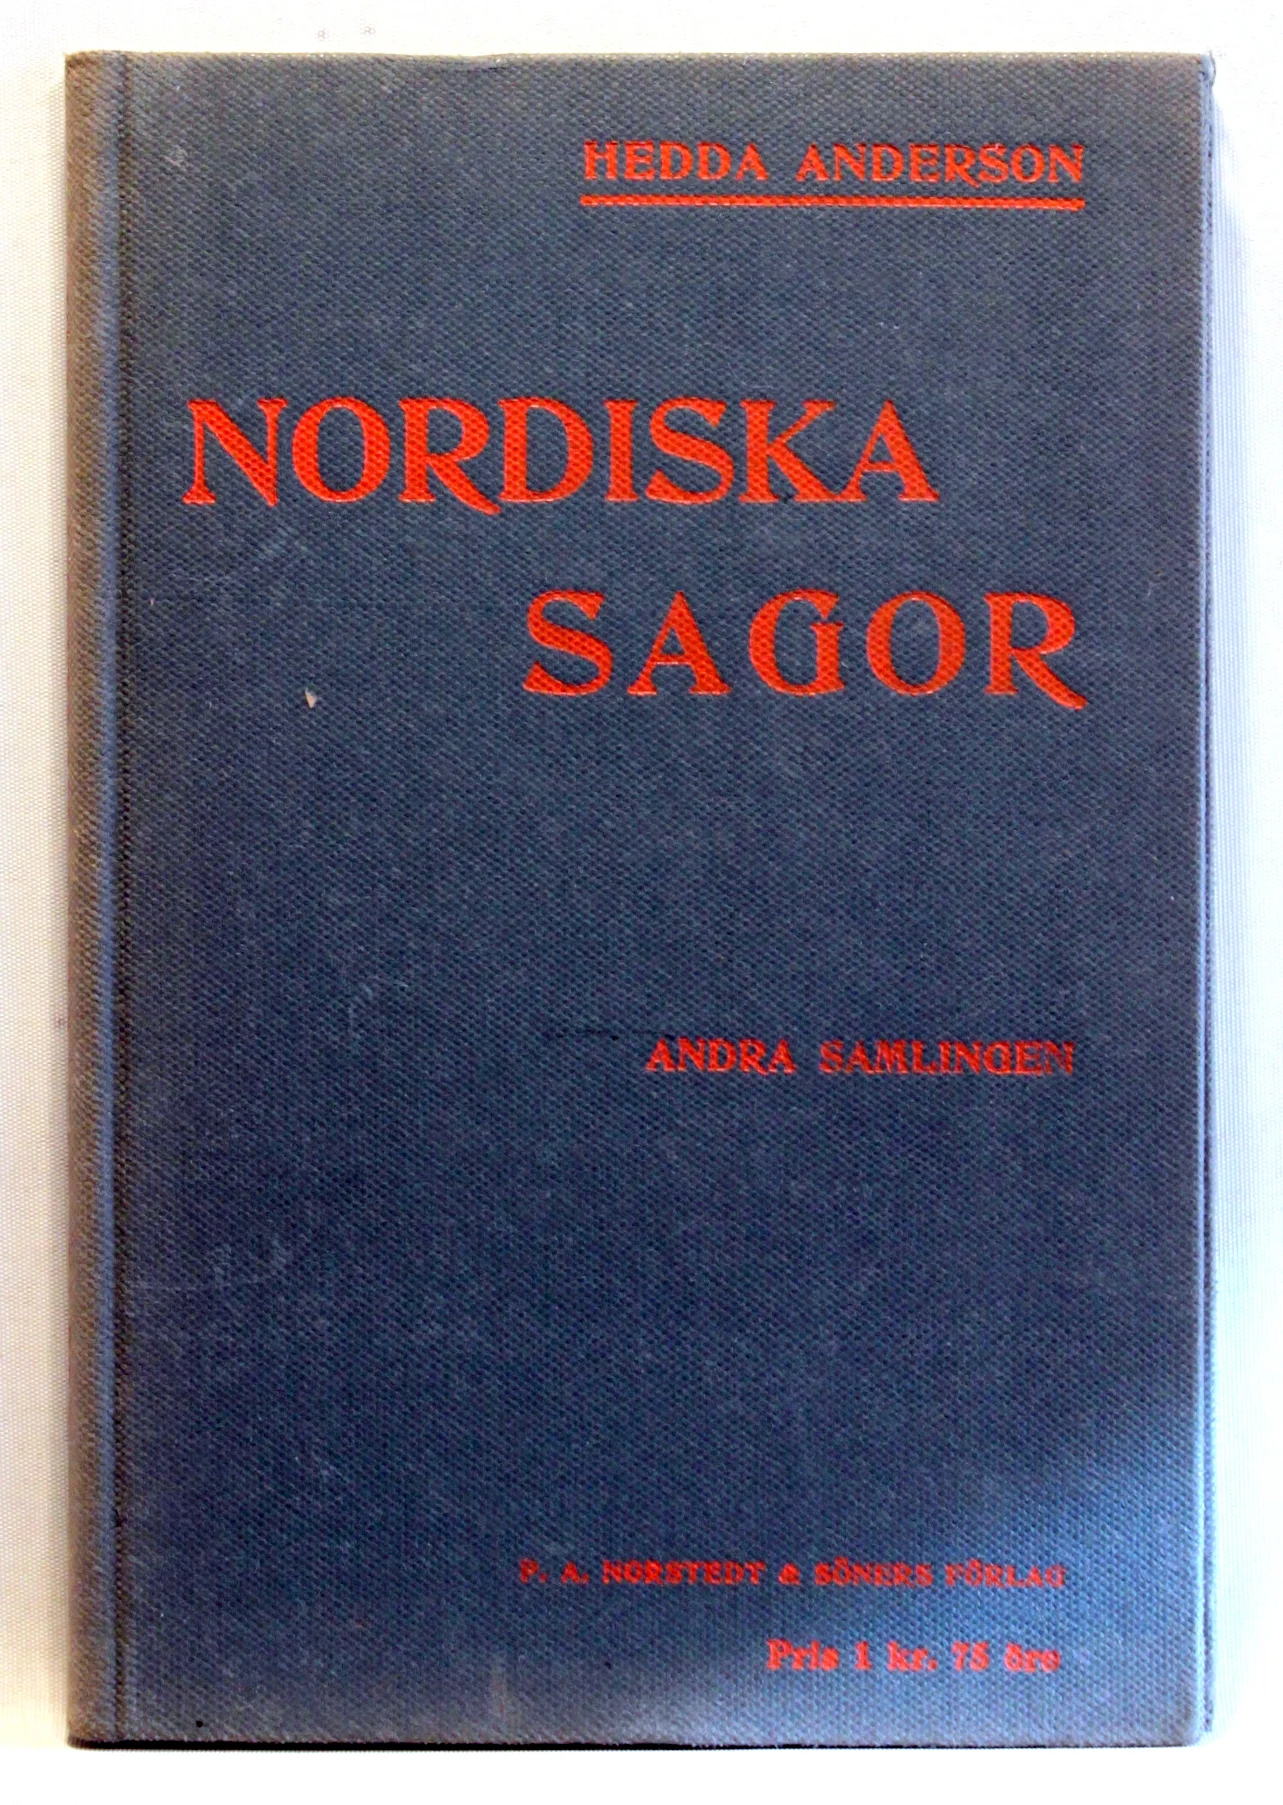 HEDDA ANDERSON
NORDISKA
SAGOR
ANDRA SAMLINGEN
P. A. NORSTEDT & SÖNERS FÖRLAG
Pris 1 kr. 75 öre